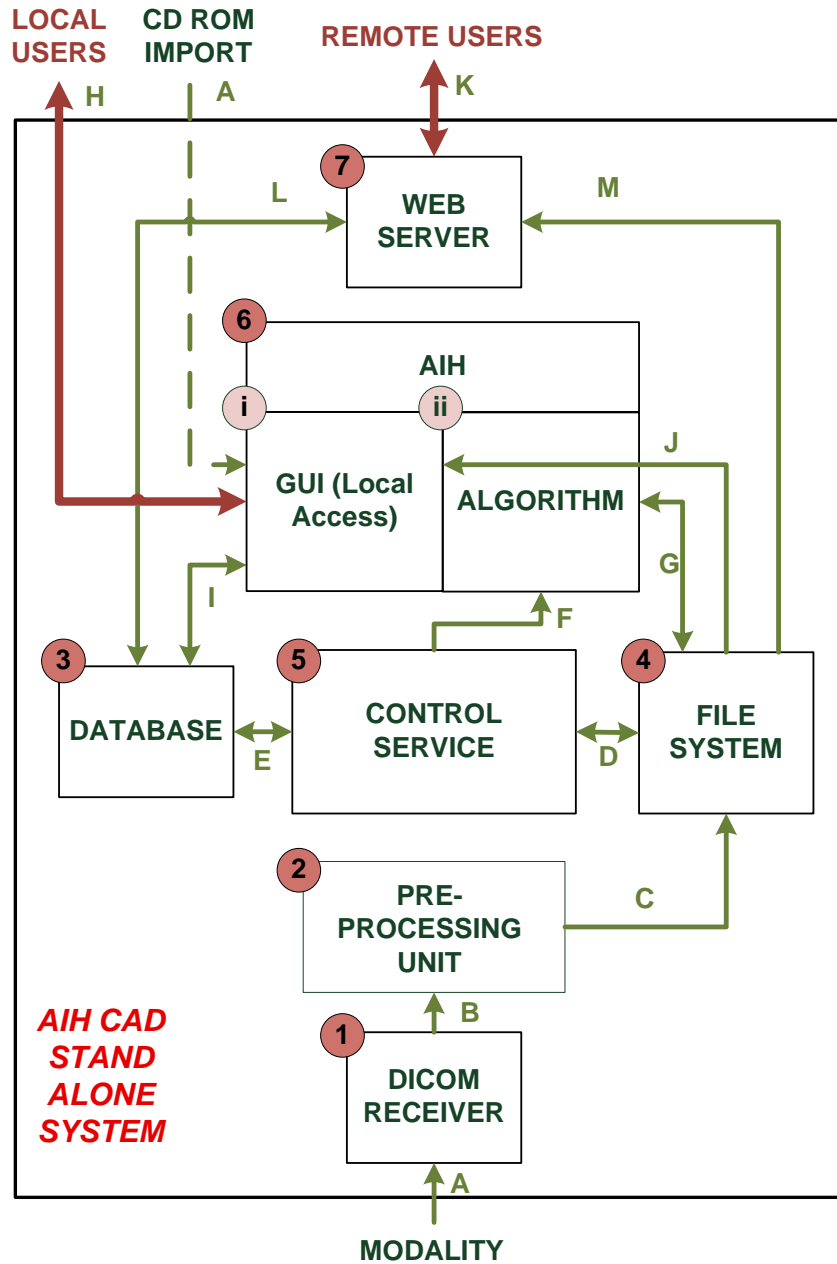 LOCAL
USERS
CD ROM
IMPORT
REMOTE USERS
H
A
K
7
WEB
SERVER
L
M
6
AIH
i
ii
GUI (Local
Access)
ALGORITHM
J
G
I
F
3
DATABASE
E
5
CONTROL
SERVICE
D
4
FILE
SYSTEM
2
PRE-
PROCESSING
UNIT
C
B
1
DICOM
RECEIVER
A
MODALITY
AIH CAD
STAND
ALONE
SYSTEM